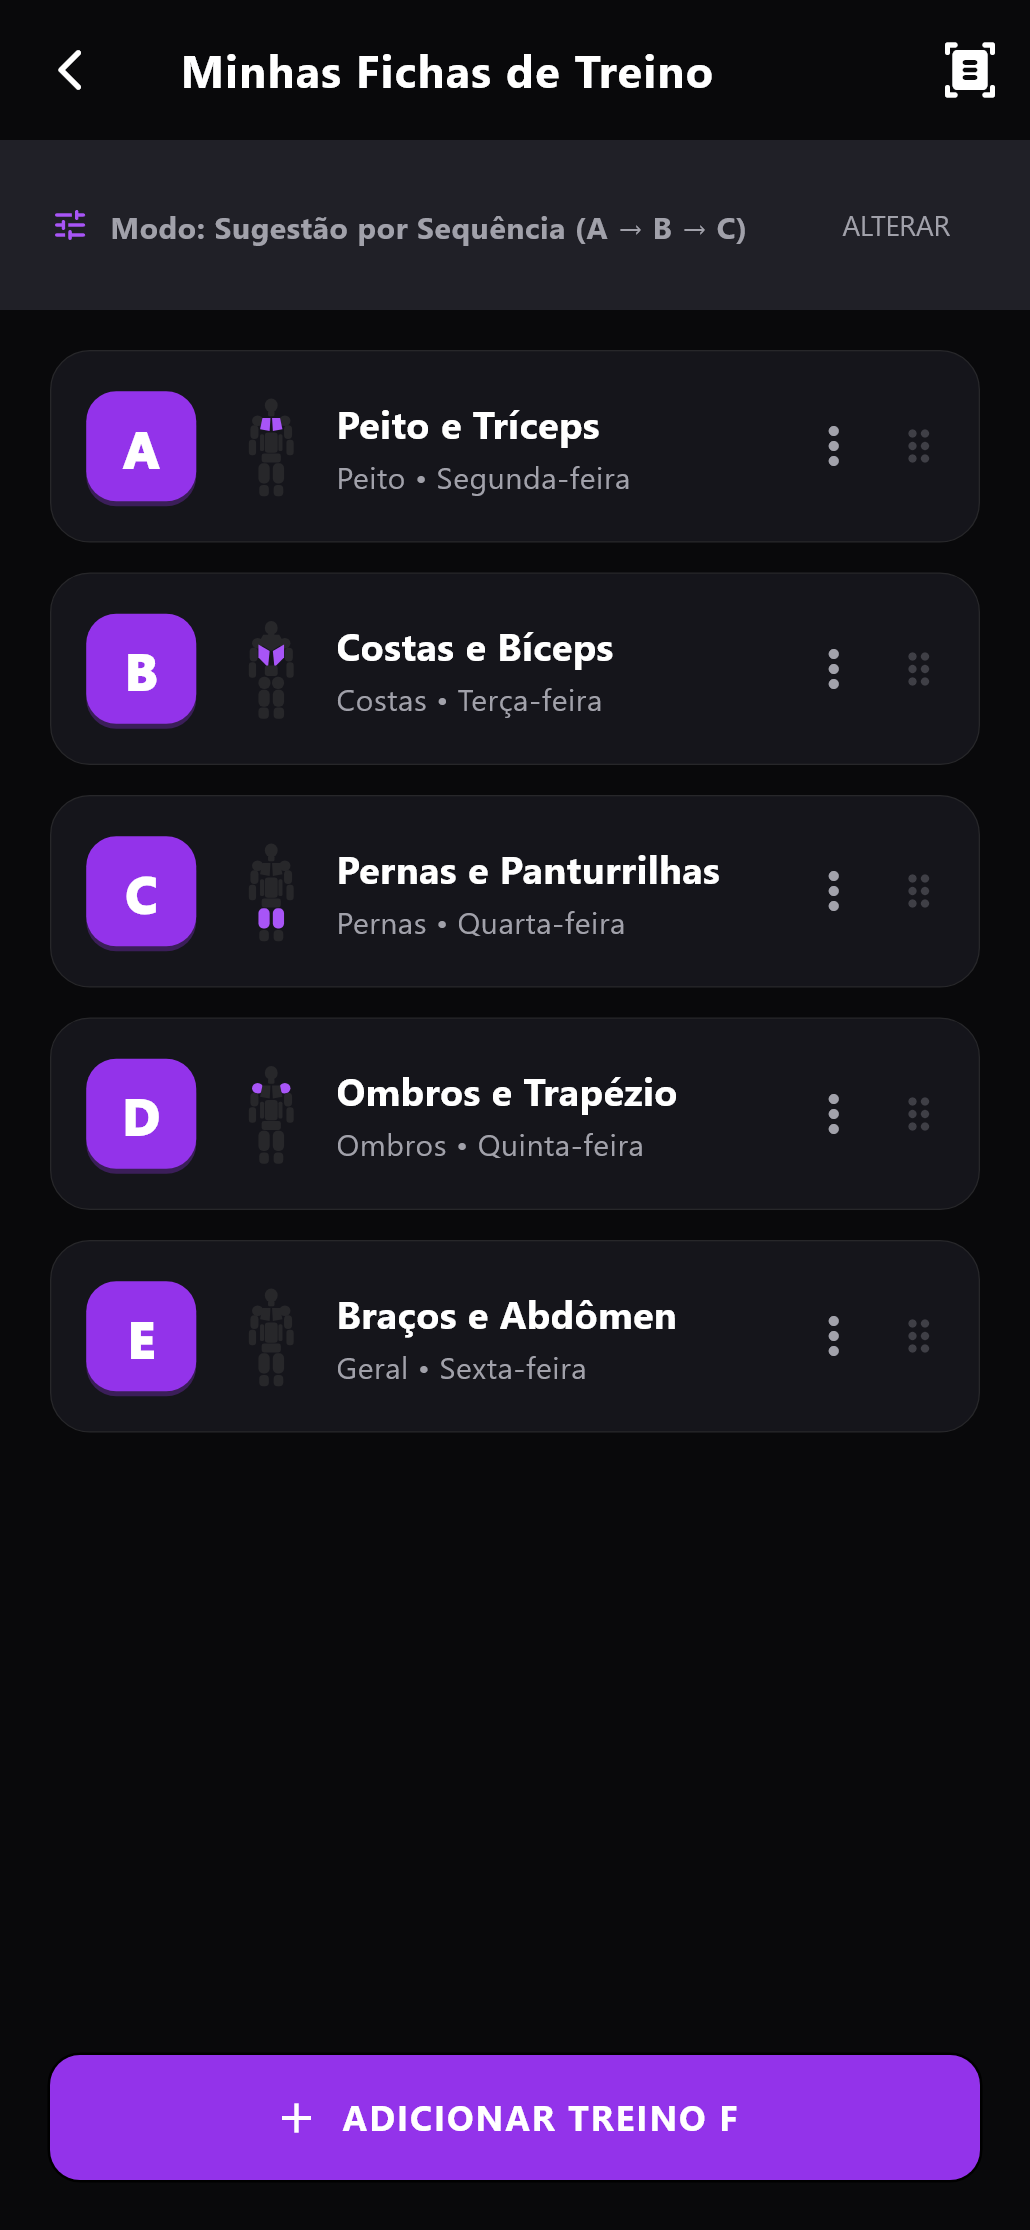 Minhas Fichas de Treino
Modo: Sugestão por Sequência (A → B → C)
ALTERAR
A
Peito e Tríceps
Peito • Segunda-feira
B
Costas e Bíceps
Costas • Terça-feira
C
Pernas e Panturrilhas
Pernas • Quarta-feira
D
Ombros e Trapézio
Ombros • Quinta-feira
E
Braços e Abdômen
Geral • Sexta-feira
+ ADICIONAR TREINO F